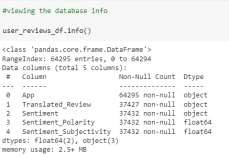 #viewing the database info
user_reviews_df.info()
<class 'pandas.core.frame.DataFrame'>
RangeIndex: 64295 entries, 0 to 64294
Data columns (total 5 columns):
 #   Column                  Non-Null Count  Dtype
---  ------                  --------------  -----
 0   App                     64295 non-null  object
 1   Translated_Review       37427 non-null  object
 2   Sentiment               37432 non-null  object
 3   Sentiment_Polarity      37432 non-null  float64
 4   Sentiment_Subjectivity  37432 non-null  float64
dtypes: float64(2), object(3)
memory usage: 2.5+ MB